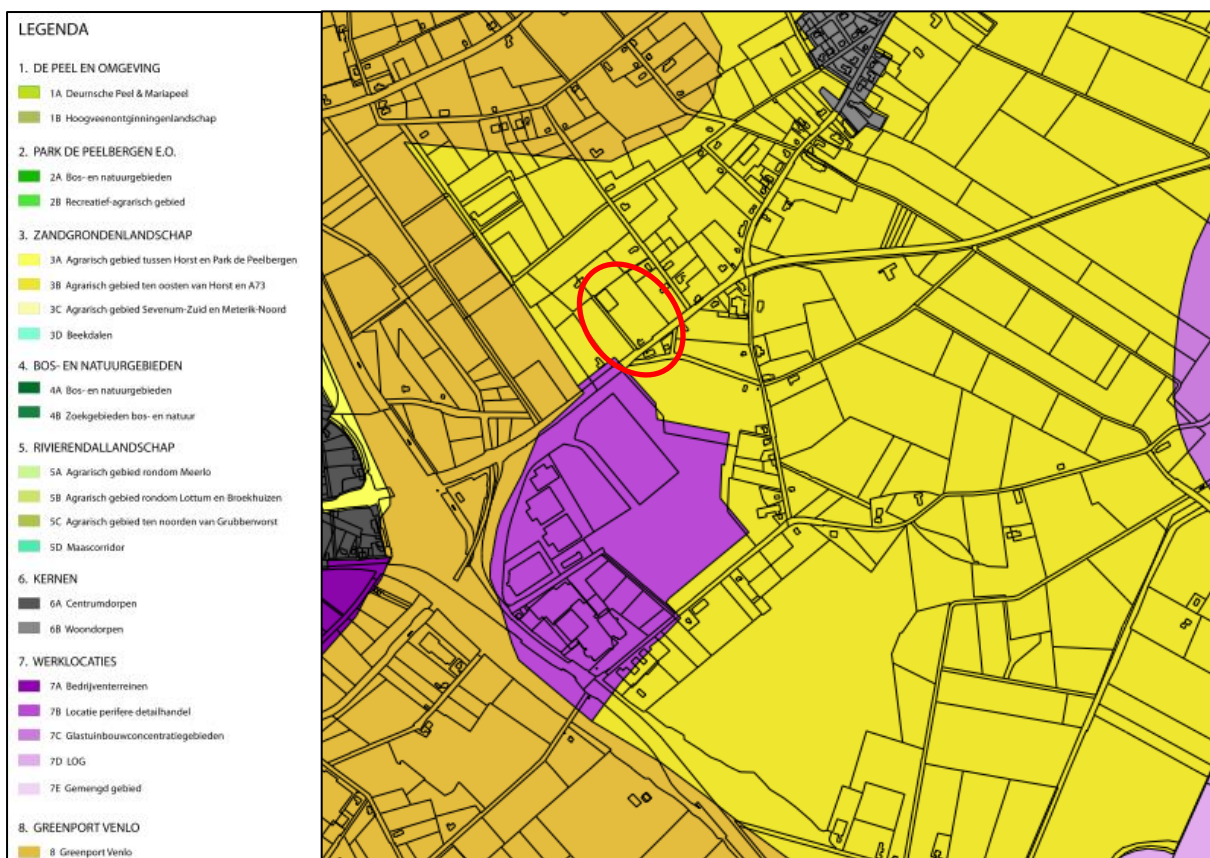 LEGENDA
1. DE PEEL EN OMGEVING
1A Deurnsche Peel & Mariapeel
1B Hoogveenontginningenlandschap
2. PARK DE PEELBERGEN E.O.
2A Bos- en natuurgebieden
2B Recreatief-agrarisch gebied
3. ZANDGRONDENLANDSCHAP
3A Agrarisch gebied tussen Horst en Park de Peelbergen
3B Agrarisch gebied ten oosten van Horst en A73
3C Agrarisch gebied Sevenum-Zuid en Meterik-Noord
3D Beekdalen
4. BOS- EN NATUURGEBIEDEN
4A Bos- en natuurgebieden
4B Zoekgebieden bos- en natuur
5. RIVIERENDALLANDSCHAP
5A Agrarisch gebied rondom Meerlo
5B Agrarisch gebied rondom Lottum en Broekhuizen
5C Agrarisch gebied ten noorden van Grubbenvorst
5D Maascorridor
6. KERNEN
6A Centrumdorpen
6B Woondorpen
7. WERKLOCATIES
7A Bedrijventerreinen
7B Locatie perifere detailhandel
7C Glastuinbouwconcentratiegebieden
7D LOG
7E Gemengd gebied
8. GREENPORT VENLO
8 Greenport Venlo